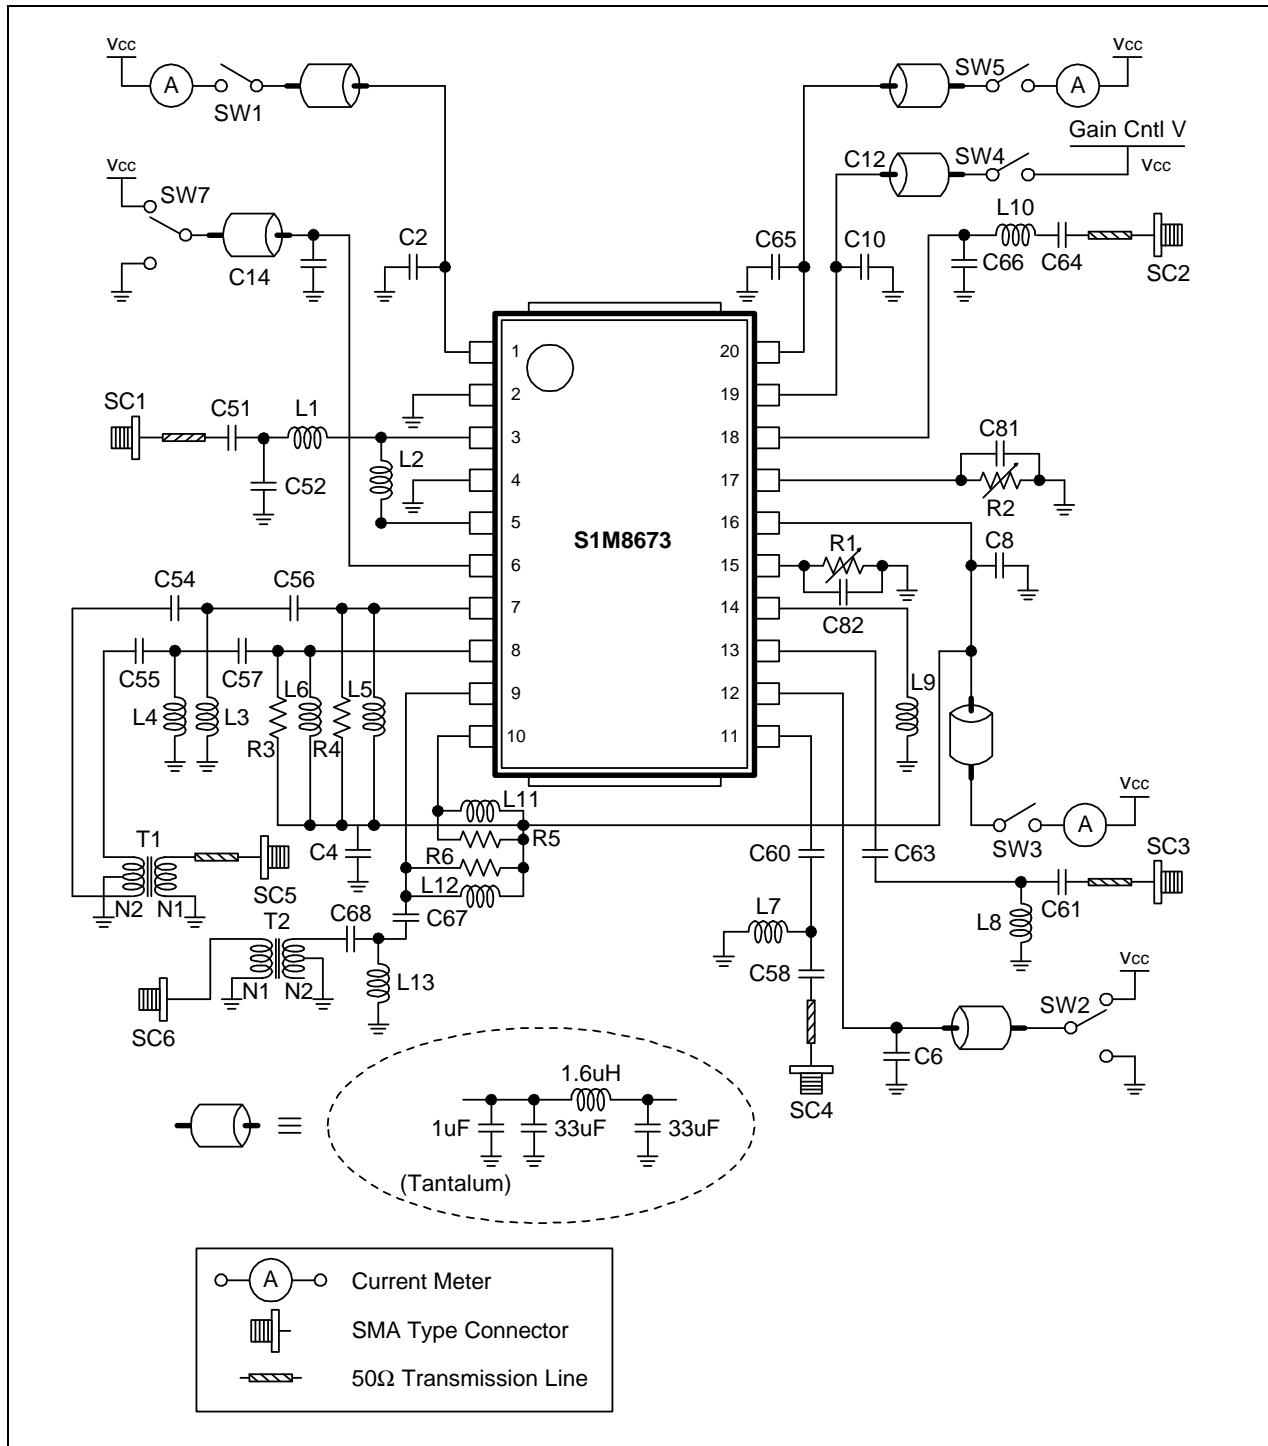 Vcc
A
SW1
Vcc
SW7
C14
C2
SW5
A
Vcc
Gain Cntl V
Vcc
C12
SW4
L10
C65
C10
C66
C64
SC2
SC1
C51
L1
L2
C52
1
2
3
4
5
6
7
8
9
10
S1M8673
20
19
18
17
16
15
14
13
12
11
C81
R2
R1
C8
C82
C54
C56
C55
C57
L6
L5
L4
L3
R3
R4
L9
L11
R5
C4
R6
L12
T1
N2
N1
SC5
T2
C68
C67
N1
N2
L13
SC6
C60
C63
SW3
A
Vcc
SC3
L7
L8
C61
C58
Vcc
SW2
C6
SC4
1.6uH
1uF
33uF
33uF
(Tantalum)
A
Current Meter
SMA Type Connector
50Ω Transmission Line